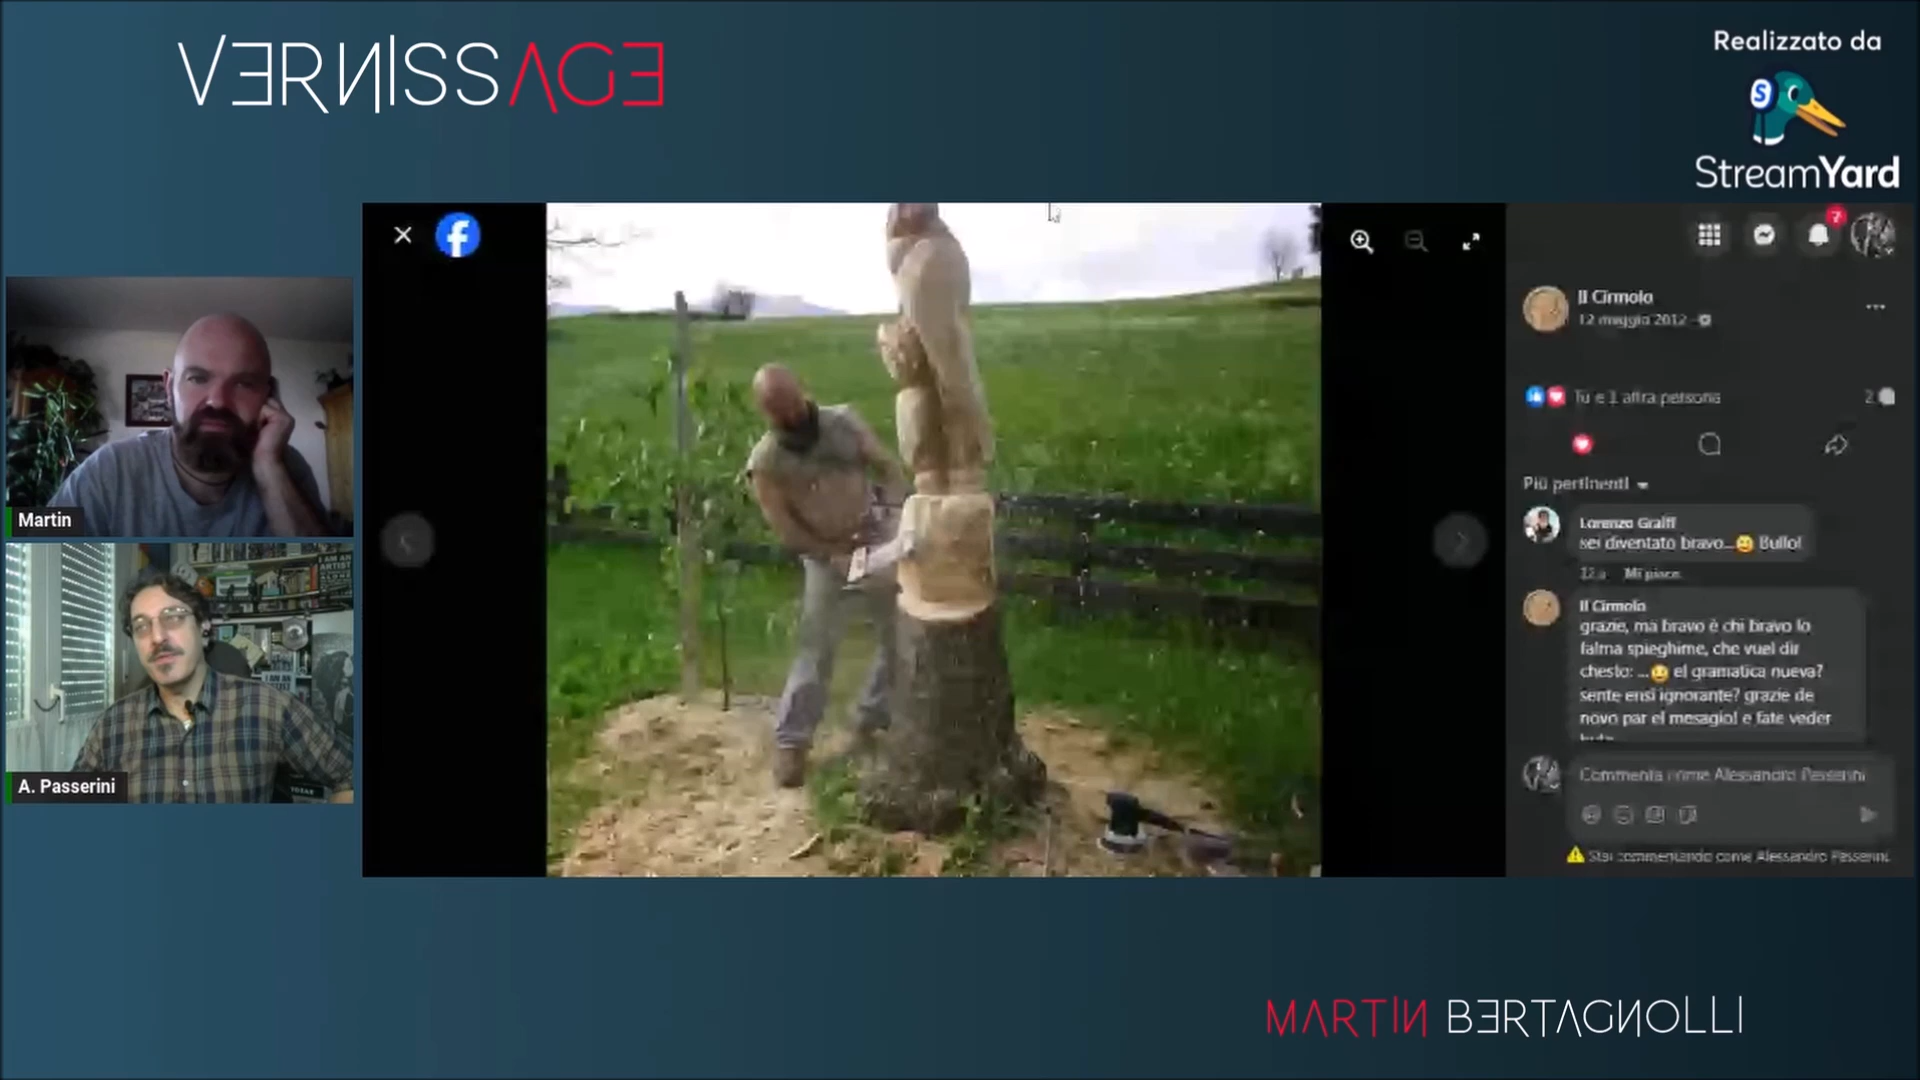 VERNISSAGE
Realizzato da
S
StreamYard
Martin
A. Passerini
7
Il Cirmolo
12 maggio 2012
Tu e 1 altra persona
2
Più pertinenti
Lorenzo Graiff
sei diventato bravo... Bullo!
12 a Mi piace
Il Cirmolo
grazie, ma bravo è chi bravo lo
spieghime, che vuel dir
chesto: ... el gramatica nueva?
sente ensi ignorante? grazie de
novo par el mesagio! e fate veder
Commenta come Alessandro Passerini
Stai commentando come Alessandro Passerini.
MARTIN BERTAGNOLLI